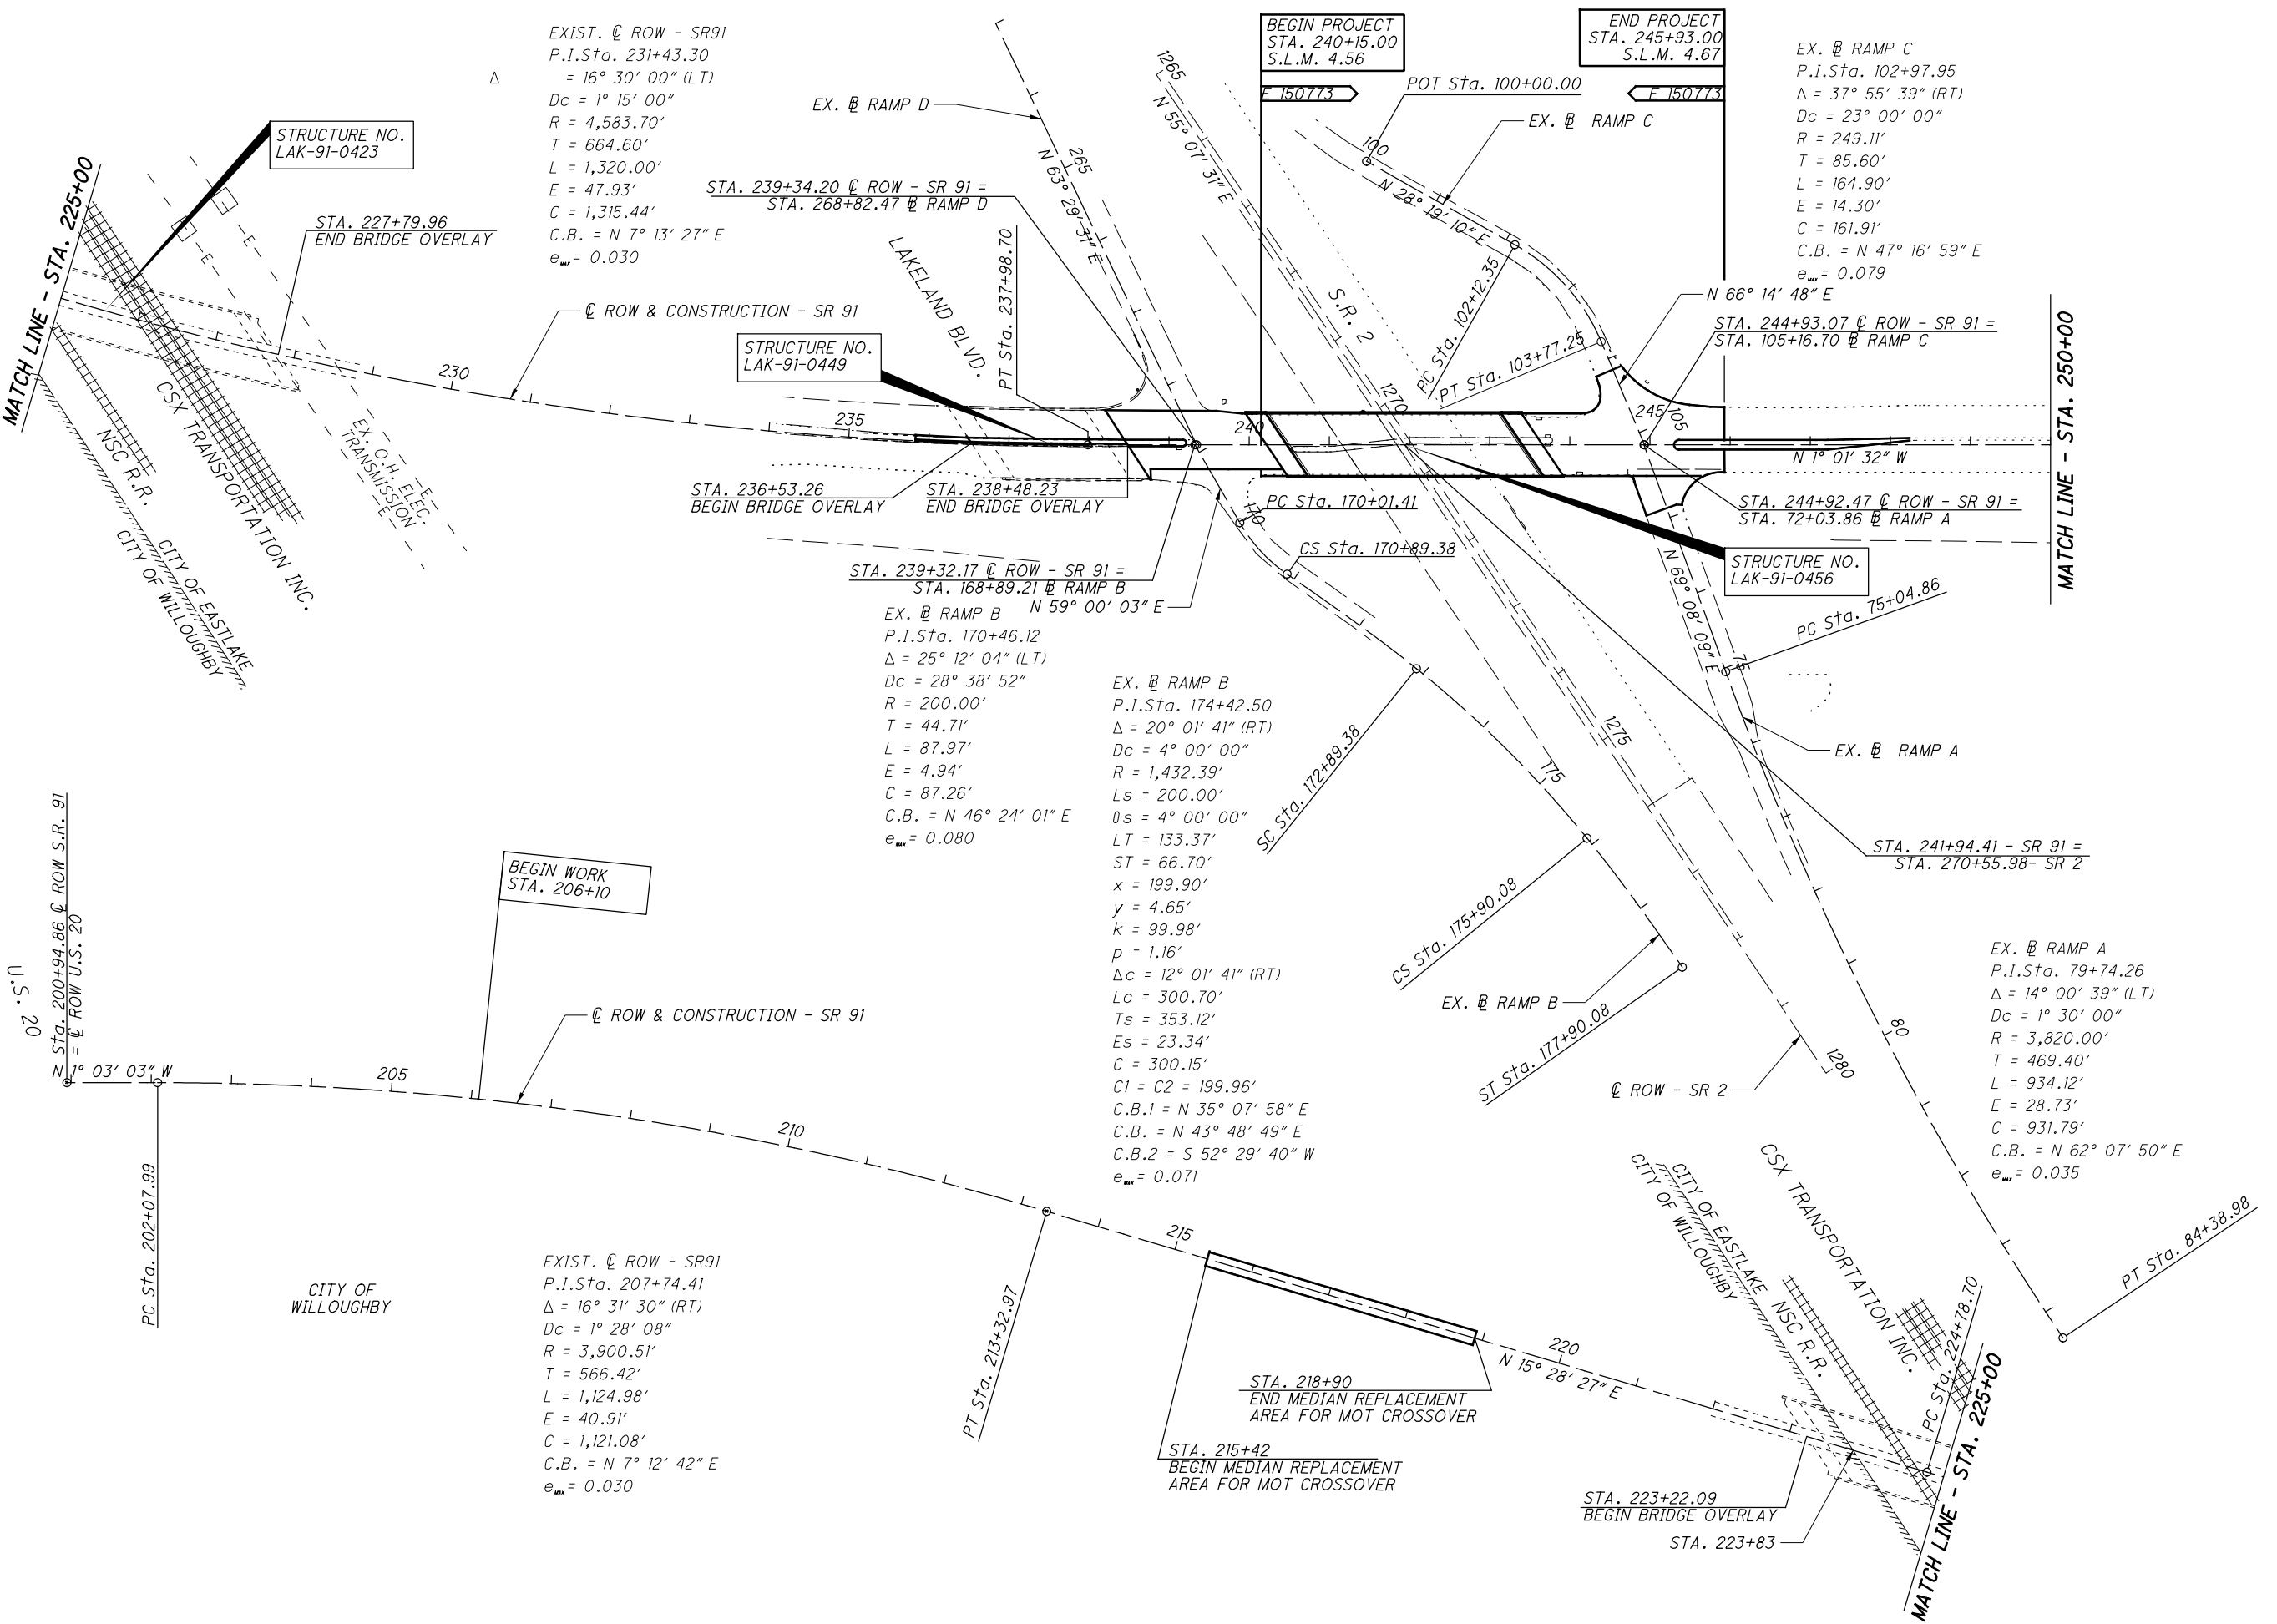 EXIST. ℄ ROW - SR91
P.I.Sta. 231+43.30
Δ = 16° 30' 00" (LT)
Dc = 1° 15' 00"
R = 4,583.70'
T = 664.60'
L = 1,320.00'
E = 47.93'
C = 1,315.44'
C.B. = N 7° 13' 27" E
eMAX = 0.030
STRUCTURE NO.
LAK-91-0423
MATCH LINE - STA. 225+00
STA. 227+79.96
END BRIDGE OVERLAY
E
E
℄ ROW & CONSTRUCTION - SR 91
230
CSX TRANSPORTATION INC.
NSC R.R.
CITY OF EASTLAKE
CITY OF WILLOUGHBY
EX. O.H. ELEC.
TRANSMISSION
E
E
EX. B RAMP D
265
N 63° 29' 31" E
STA. 239+34.20 ℄ ROW - SR 91 =
STA. 268+82.47 B RAMP D
LAKELAND BLVD.
PT Sta. 237+98.70
STRUCTURE NO.
LAK-91-0449
235
STA. 236+53.26
BEGIN BRIDGE OVERLAY
STA. 238+48.23
END BRIDGE OVERLAY
STA. 239+32.17 ℄ ROW - SR 91 =
STA. 168+89.21 B RAMP B
N 59° 00' 03" E
BEGIN PROJECT
STA. 240+15.00
S.L.M. 4.56
E 150773
END PROJECT
STA. 245+93.00
S.L.M. 4.67
E 150773
1265
N 55° 07' 31" E
POT Sta. 100+00.00
100
EX. B RAMP C
N 28° 19' 10" E
S.R. 2
PC Sta. 102+12.35
PT Sta. 103+77.25
1270
240
245
105
EX. B RAMP C
P.I.Sta. 102+97.95
Δ = 37° 55' 39" (RT)
Dc = 23° 00' 00"
R = 249.11'
T = 85.60'
L = 164.90'
E = 14.30'
C = 161.91'
C.B. = N 47° 16' 59" E
eMAX = 0.079
N 66° 14' 48" E
STA. 244+93.07 ℄ ROW - SR 91 =
STA. 105+16.70 B RAMP C
N 1° 01' 32" W
MATCH LINE - STA. 250+00
STA. 244+92.47 ℄ ROW - SR 91 =
STA. 72+03.86 B RAMP A
STRUCTURE NO.
LAK-91-0456
170
PC Sta. 170+01.41
CS Sta. 170+89.38
N 69° 08' 09" E
75
PC Sta. 75+04.86
EX. B RAMP A
STA. 241+94.41 - SR 91 =
STA. 270+55.98- SR 2
EX. B RAMP B
P.I.Sta. 170+46.12
Δ = 25° 12' 04" (LT)
Dc = 28° 38' 52"
R = 200.00'
T = 44.71'
L = 87.97'
E = 4.94'
C = 87.26'
C.B. = N 46° 24' 01" E
eMAX = 0.080
EX. B RAMP B
P.I.Sta. 174+42.50
Δ = 20° 01' 41" (RT)
Dc = 4° 00' 00"
R = 1,432.39'
Ls = 200.00'
θs = 4° 00' 00"
LT = 133.37'
ST = 66.70'
x = 199.90'
y = 4.65'
k = 99.98'
p = 1.16'
Δc = 12° 01' 41" (RT)
Lc = 300.70'
Ts = 353.12'
Es = 23.34'
C = 300.15'
C1 = C2 = 199.96'
C.B.1 = N 35° 07' 58" E
C.B. = N 43° 48' 49" E
C.B.2 = S 52° 29' 40" W
eMAX = 0.071
SC Sta. 172+89.38
175
1275
CS Sta. 175+90.08
EX. B RAMP B
ST Sta. 177+90.08
℄ ROW - SR 2
1280
80
EX. B RAMP A
P.I.Sta. 79+74.26
Δ = 14° 00' 39" (LT)
Dc = 1° 30' 00"
R = 3,820.00'
T = 469.40'
L = 934.12'
E = 28.73'
C = 931.79'
C.B. = N 62° 07' 50" E
eMAX = 0.035
PT Sta. 84+38.98
U.S. 20
Sta. 200+94.86 ℄ ROW S.R. 91
= ℄ ROW U.S. 20
N 1° 03' 03" W
PC Sta. 202+07.99
BEGIN WORK
STA. 206+10
205
℄ ROW & CONSTRUCTION - SR 91
210
CITY OF
WILLOUGHBY
EXIST. ℄ ROW - SR91
P.I.Sta. 207+74.41
Δ = 16° 31' 30" (RT)
Dc = 1° 28' 08"
R = 3,900.51'
T = 566.42'
L = 1,124.98'
E = 40.91'
C = 1,121.08'
C.B. = N 7° 12' 42" E
eMAX = 0.030
PT Sta. 213+32.97
215
STA. 218+90
END MEDIAN REPLACEMENT
AREA FOR MOT CROSSOVER
STA. 215+42
BEGIN MEDIAN REPLACEMENT
AREA FOR MOT CROSSOVER
220
N 15° 28' 27" E
CITY OF EASTLAKE
CITY OF WILLOUGHBY
NSC R.R.
CSX TRANSPORTATION INC.
PC Sta. 224+78.70
STA. 223+22.09
BEGIN BRIDGE OVERLAY
STA. 223+83
MATCH LINE - STA. 225+00